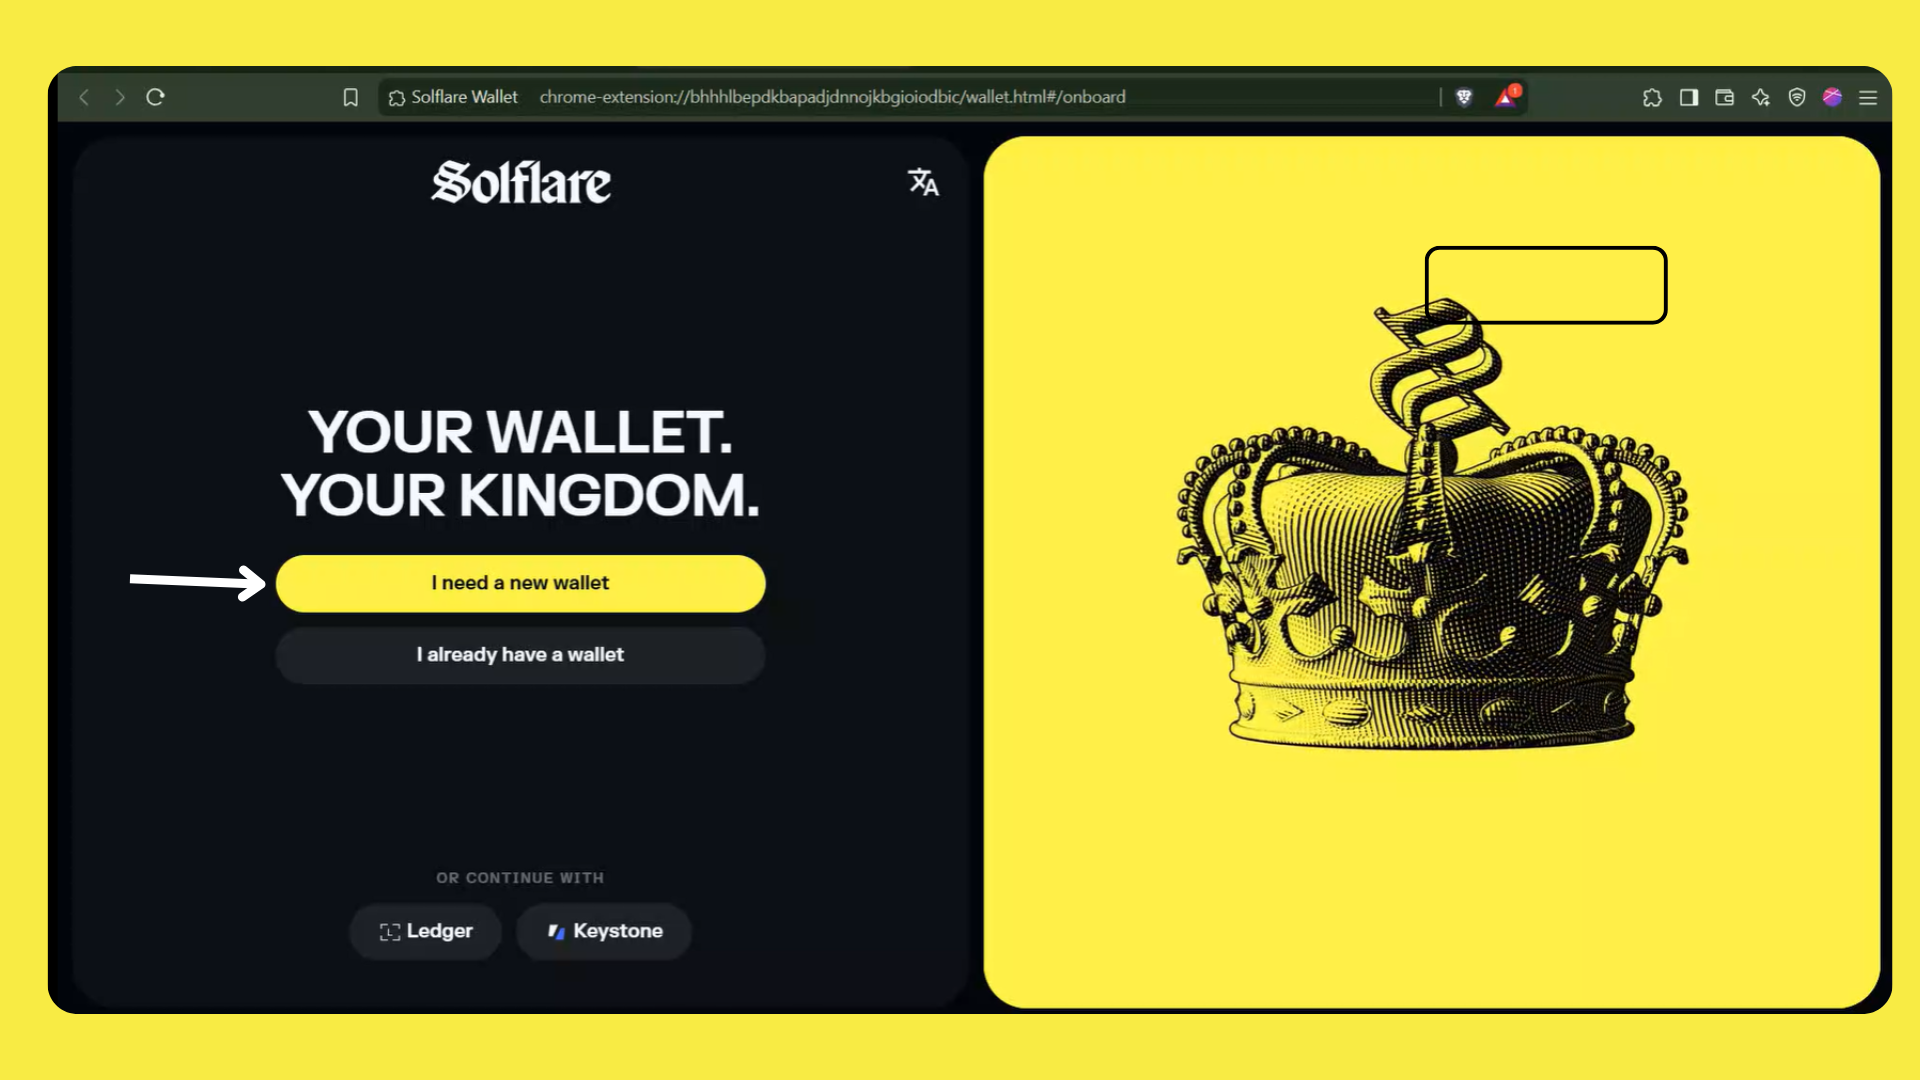 Solflare Wallet chrome-extension://bhhhlbepdkbapadjdnnojkbgioiodbic/wallet.html#/onboard
1
Solflare
YOUR WALLET.
YOUR KINGDOM.
I need a new wallet
I already have a wallet
OR CONTINUE WITH
Ledger
Keystone